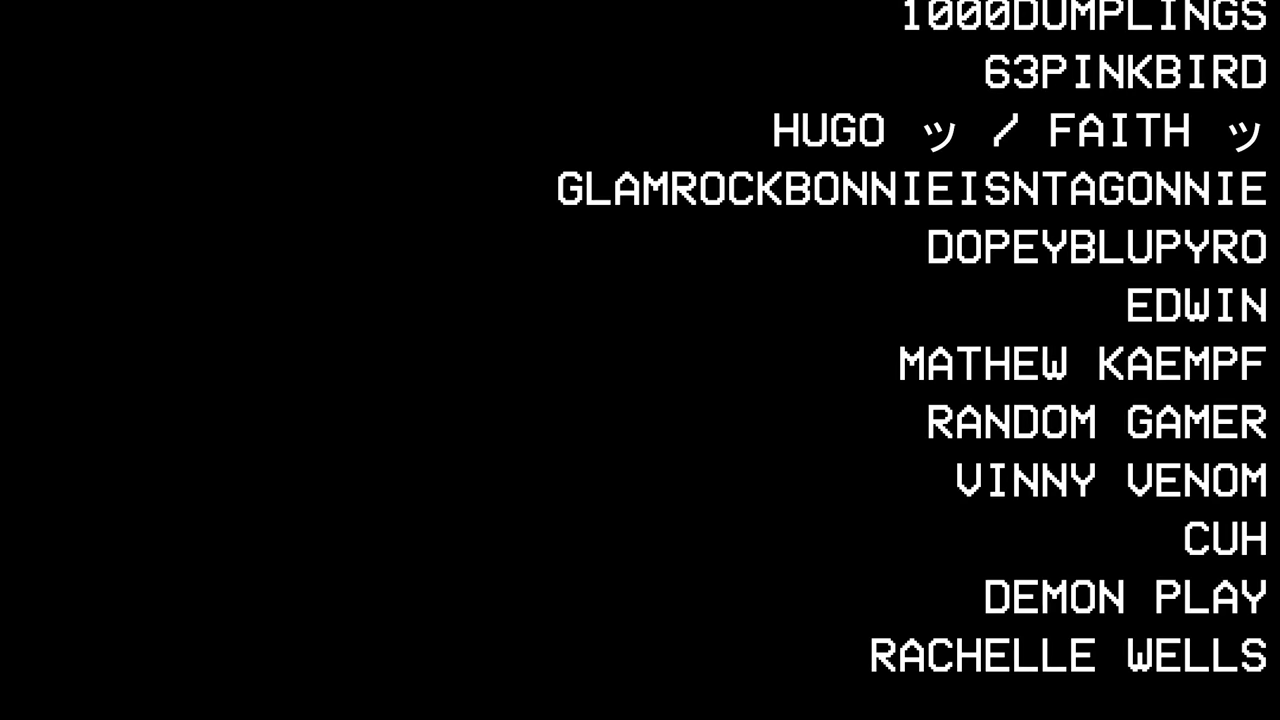 1000DUMPLINGS
63PINKBIRD
HUGO ッ / FAITH ッ
GLAMROCKBONNIEISNTAGONNIE
DOPEYBLUPYRO
EDWIN
MATHEW KAEMPF
RANDOM GAMER
VINNY VENOM
CUH
DEMON PLAY
RACHELLE WELLS